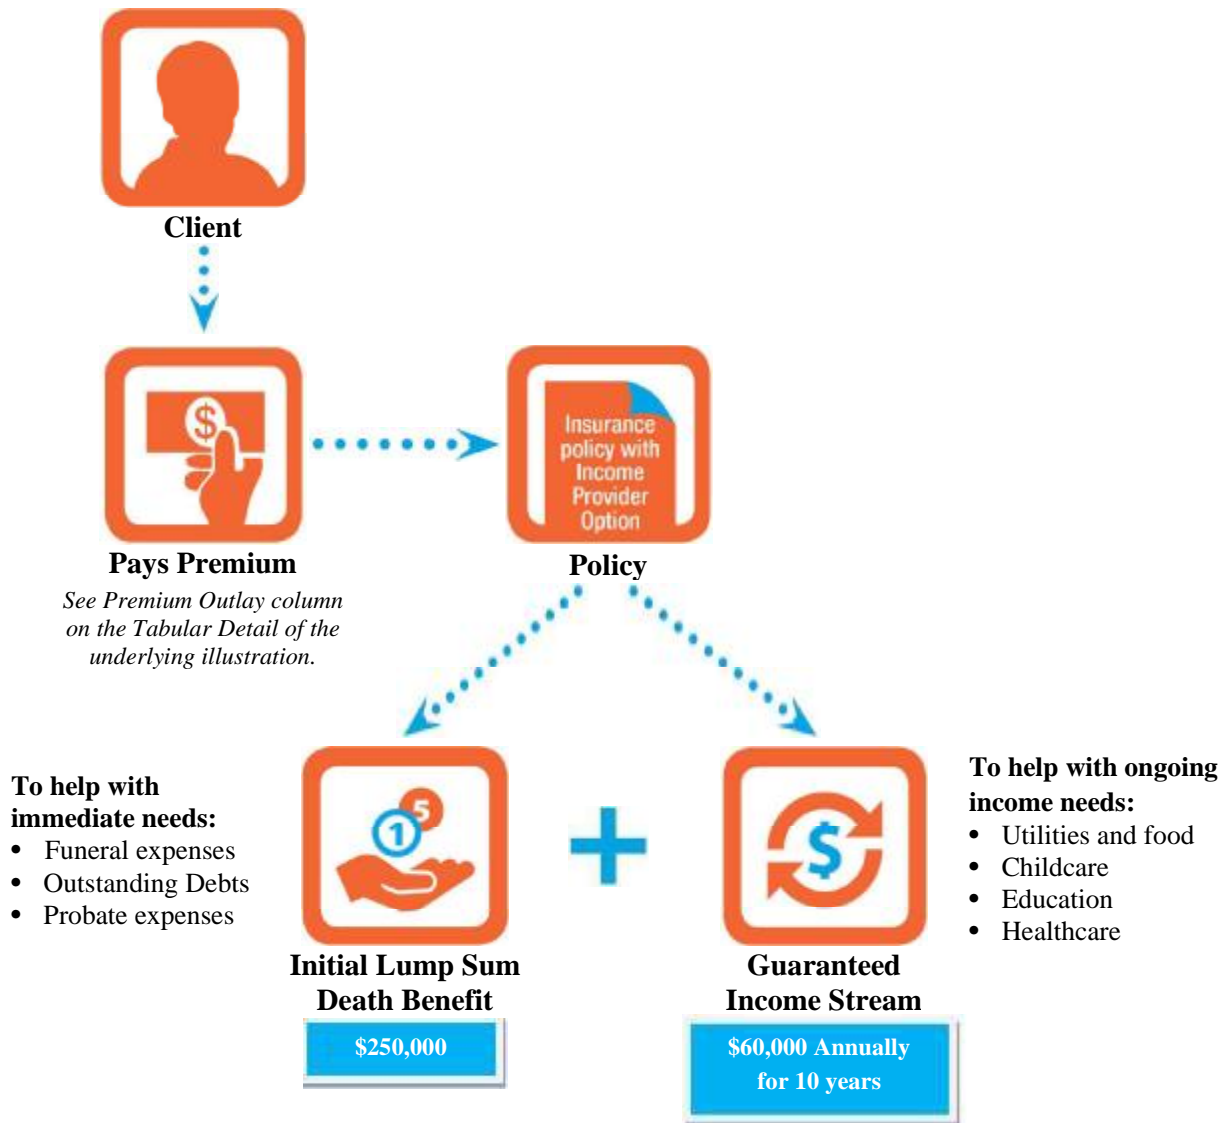 Client
$
Insurance
policy with
Income
Provider
Option
Pays Premium
See Premium Outlay column
on the Tabular Detail of the
underlying illustration.
Policy
To help with
immediate needs:
• Funeral expenses
• Outstanding Debts
• Probate expenses
5
1
Initial Lump Sum
Death Benefit
$250,000
+
$
Guaranteed
Income Stream
$60,000 Annually
for 10 years
To help with ongoing
income needs:
• Utilities and food
• Childcare
• Education
• Healthcare